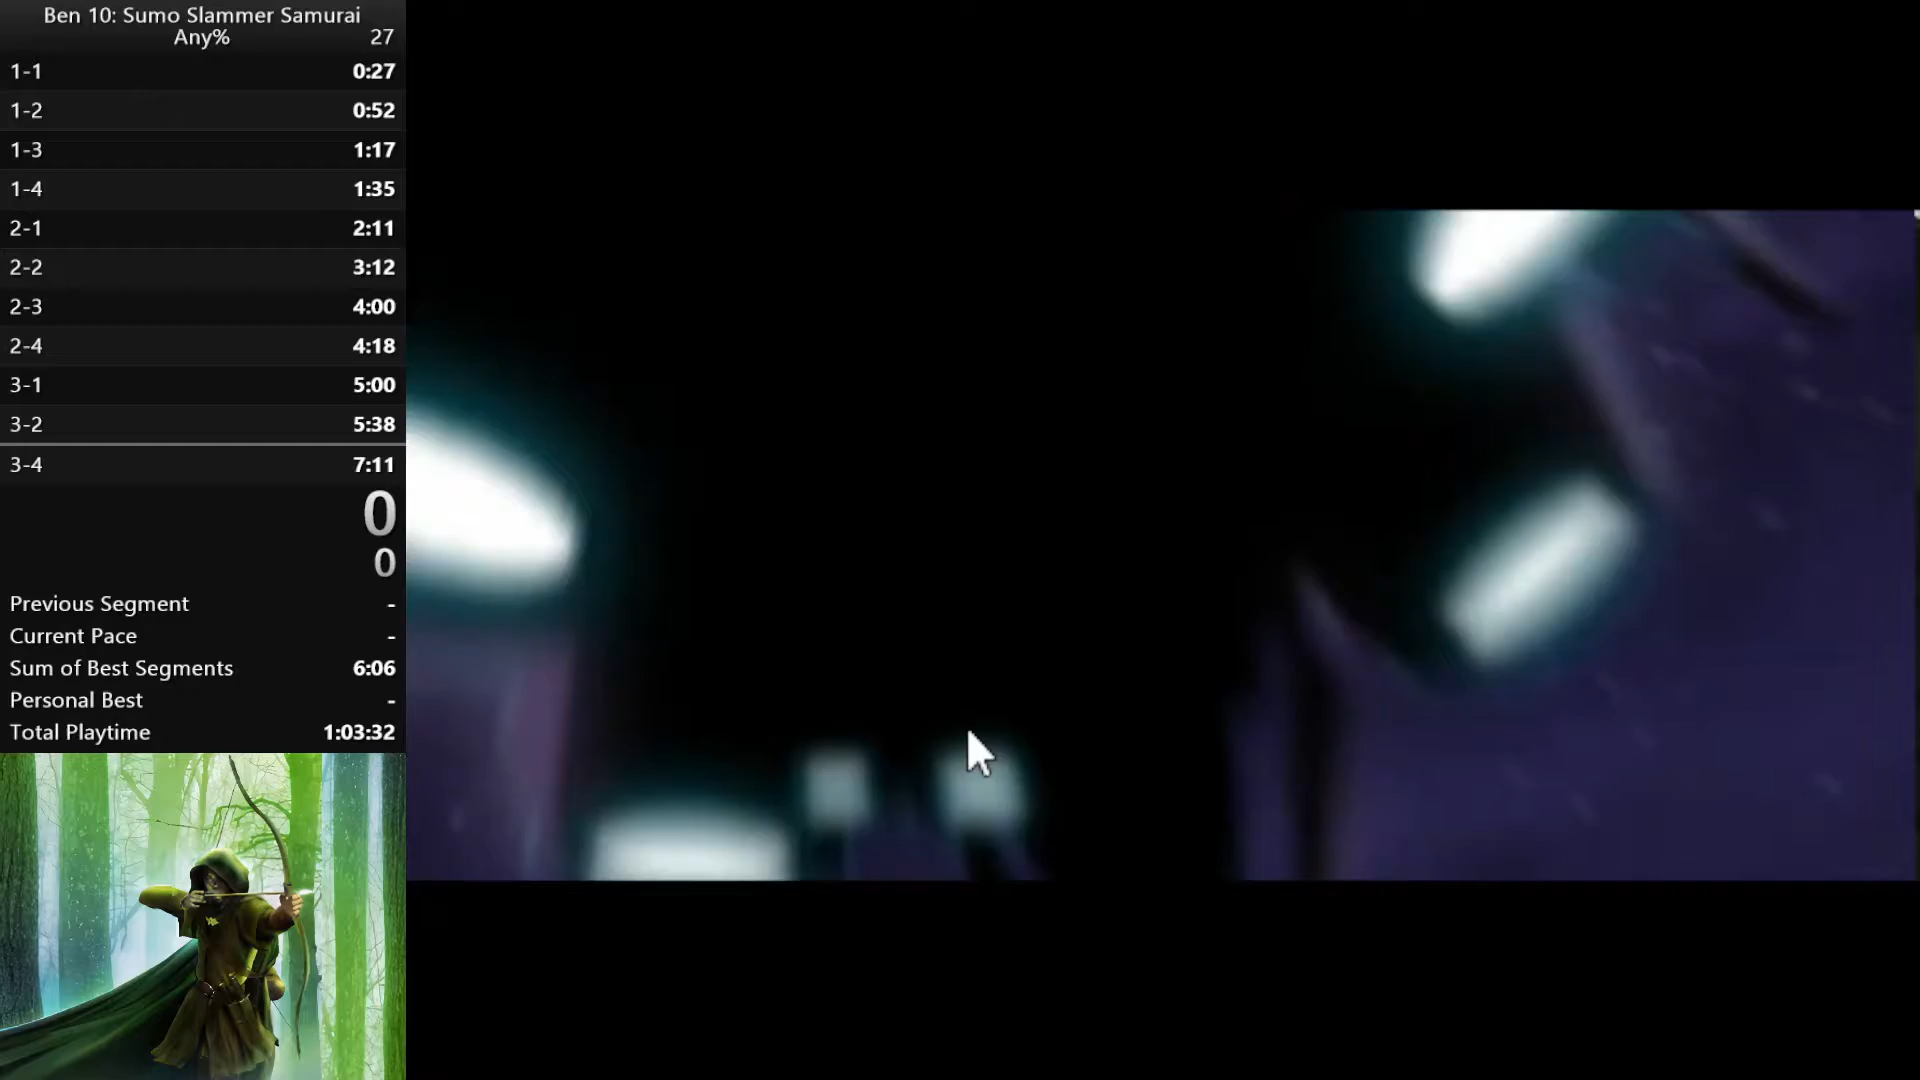 Ben 10: Sumo Slammer Samurai
Any% 27
1-1 0:27
1-2 0:52
1-3 1:17
1-4 1:35
2-1 2:11
2-2 3:12
2-3 4:00
2-4 4:18
3-1 5:00
3-2 5:38
3-4 7:11
0
0
Previous Segment -
Current Pace -
Sum of Best Segments 6:06
Personal Best -
Total Playtime 1:03:32